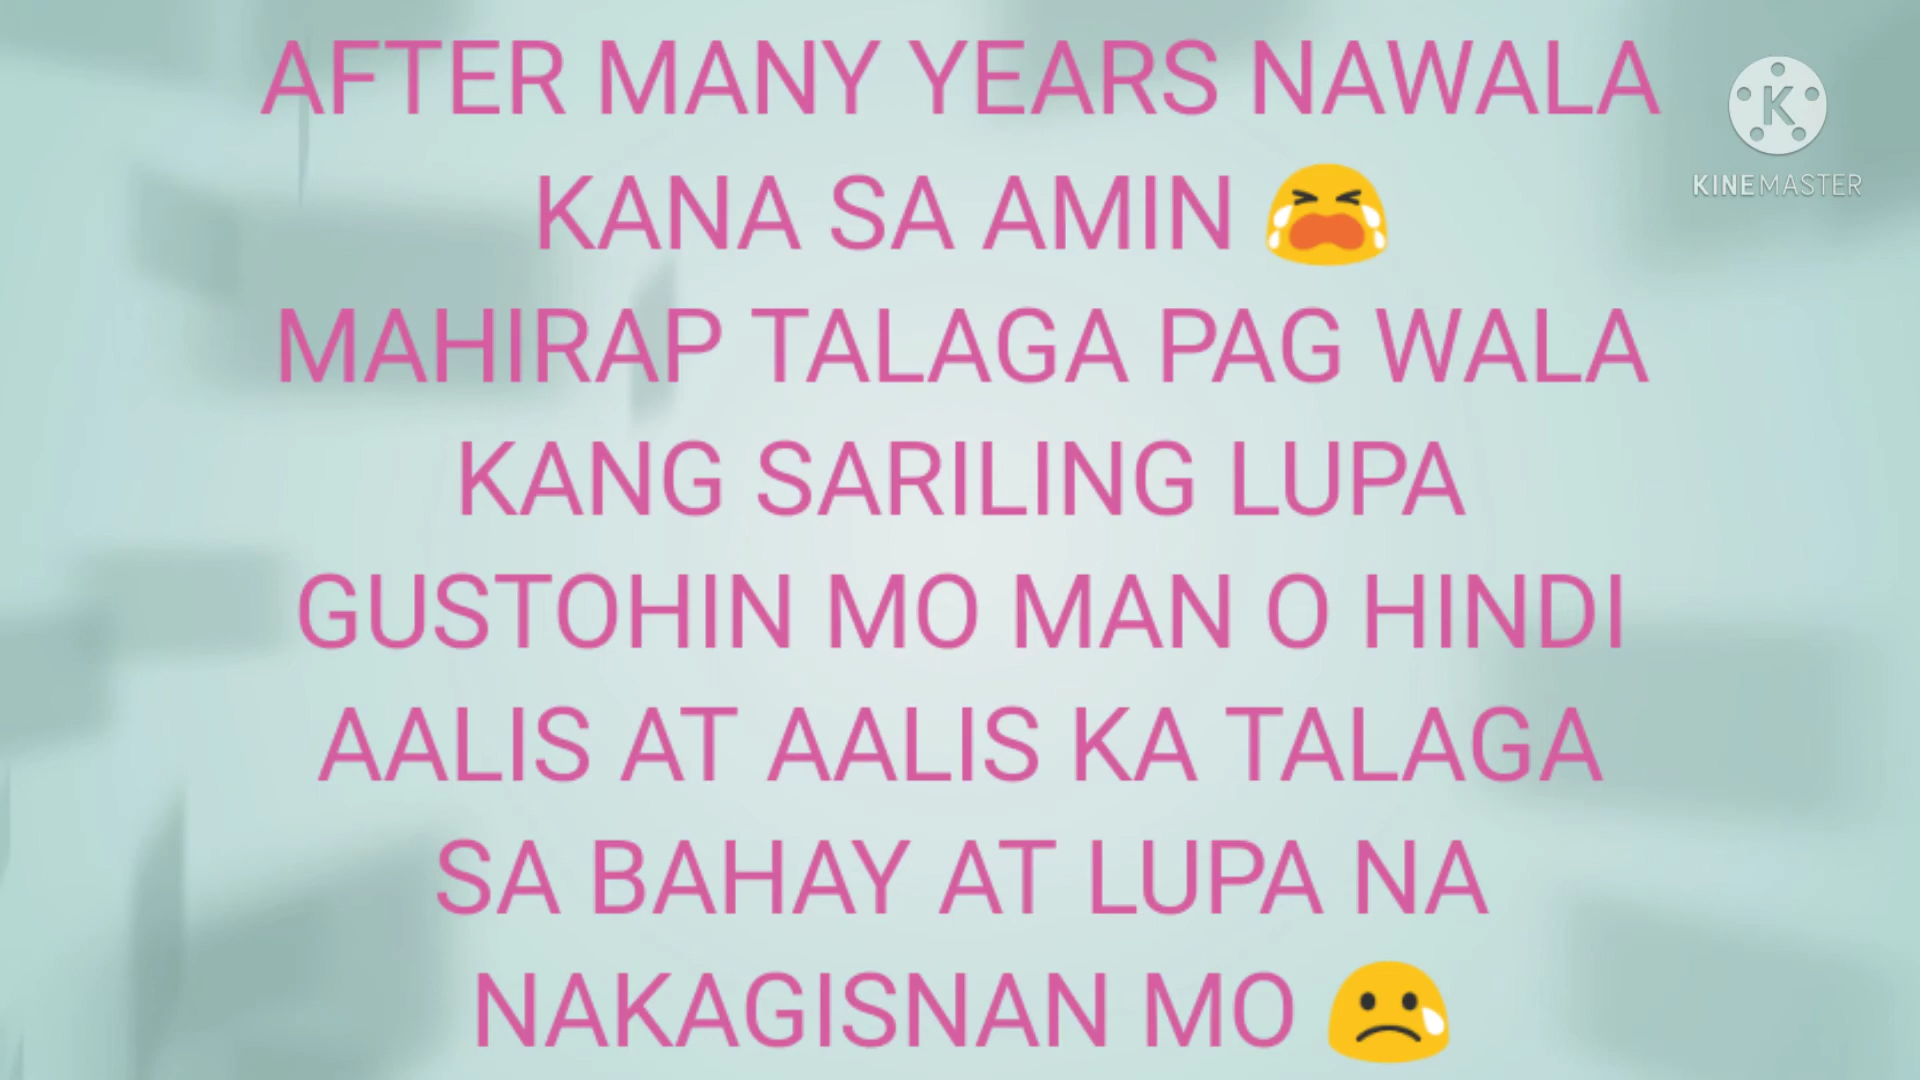 AFTER MANY YEARS NAWALA
KANA SA AMIN 😭
MAHIRAP TALAGA PAG WALA
KANG SARILING LUPA
GUSTOHIN MO MAN O HINDI
AALIS AT AALIS KA TALAGA
SA BAHAY AT LUPA NA
NAKAGISNAN MO 😢
K
KINEMASTER